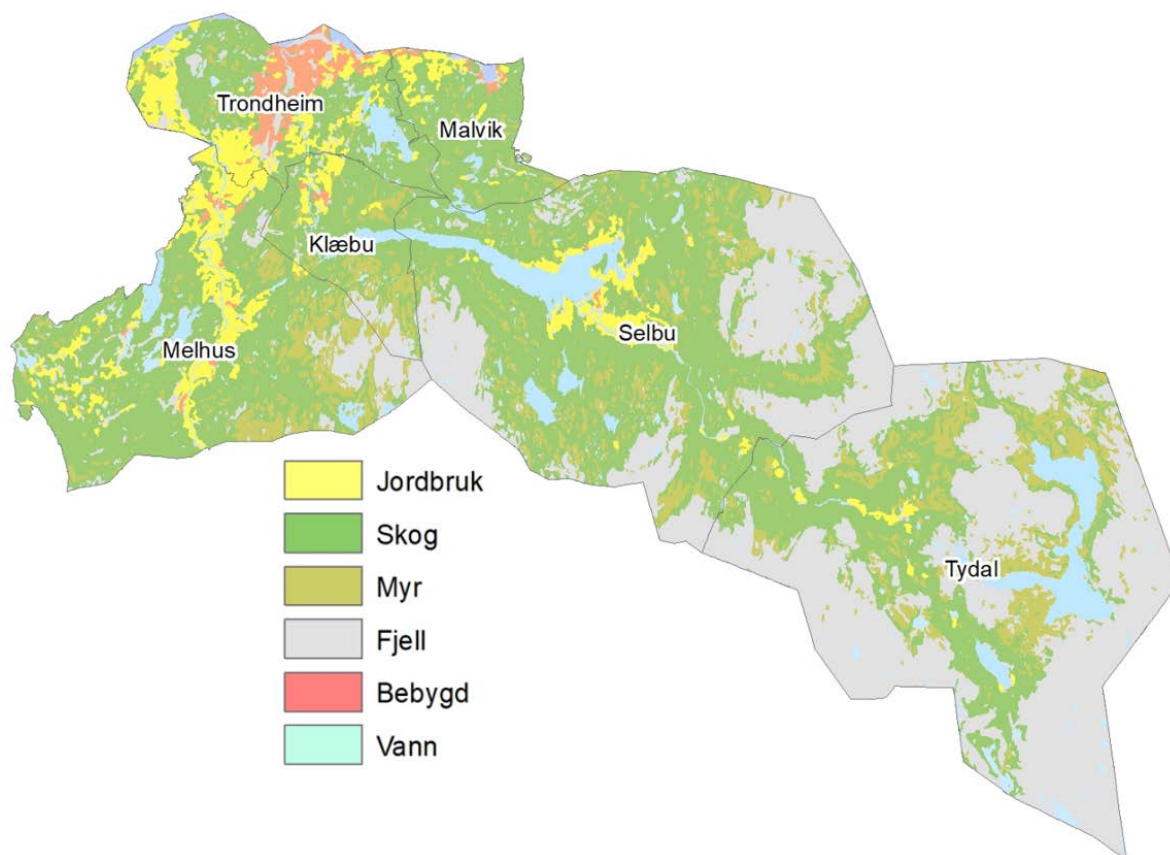 Trondheim
Malvik
Klæbu
Selbu
Melhus
Tydal
Jordbruk
Skog
Myr
Fjell
Bebygd
Vann